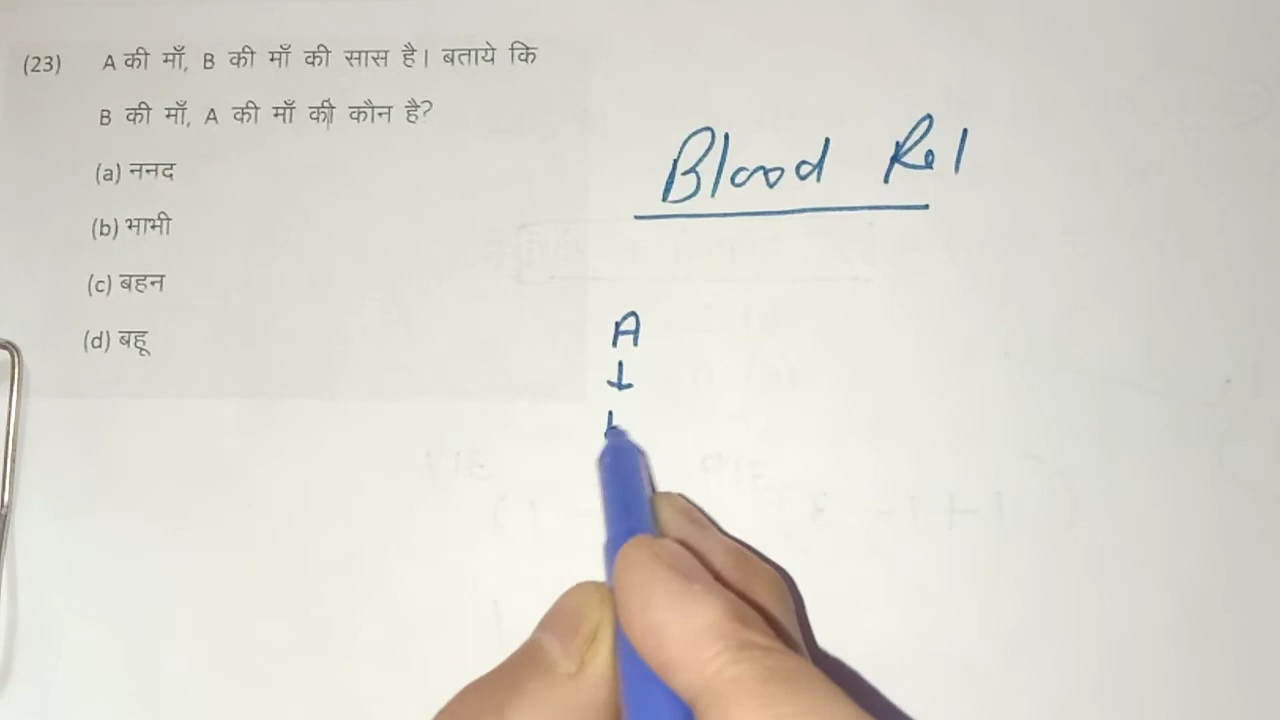 (23) A की माँ, B की माँ की सास है। बताये कि
B की माँ, A की माँ की कौन है?
(a) ननद
(b) भाभी
(c) बहन
(d) बहू
Blood Rel
A